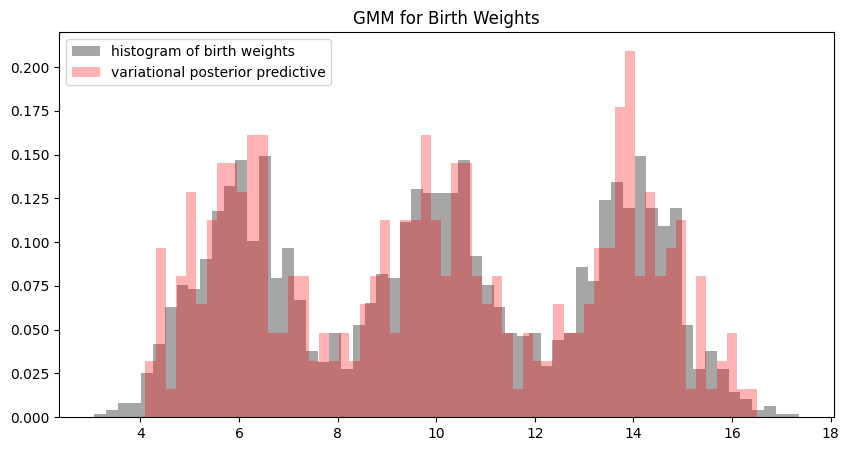 GMM for Birth Weights
histogram of birth weights
variational posterior predictive
0.200
0.175
0.150
0.125
0.100
0.075
0.050
0.025
0.000
4 6 8 10 12 14 16 18